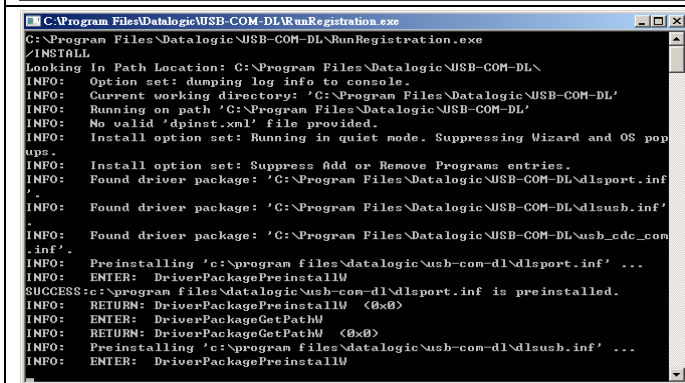 C:\Program Files\Datalogic\USB-COM-DL\RunRegistration.exe
C:\Program Files\Datalogic\USB-COM-DL\RunRegistration.exe
/INSTALL
Looking In Path Location: C:\Program Files\Datalogic\USB-COM-DL\
INFO:   Option set: dumping log info to console.
INFO:   Current working directory: 'C:\Program Files\Datalogic\USB-COM-DL'
INFO:   Running on path 'C:\Program Files\Datalogic\USB-COM-DL'
INFO:   No valid 'dpinst.xml' file provided.
INFO:   Install option set: Running in quiet mode. Suppressing Wizard and OS pop
ups.
INFO:   Install option set: Suppress Add or Remove Programs entries.
INFO:   Found driver package: 'C:\Program Files\Datalogic\USB-COM-DL\dlsport.inf
'.
INFO:   Found driver package: 'C:\Program Files\Datalogic\USB-COM-DL\dlsusb.inf'
.
INFO:   Found driver package: 'C:\Program Files\Datalogic\USB-COM-DL\usb_cdc_com
.inf'.
INFO:   Preinstalling 'c:\program files\datalogic\usb-com-dl\dlsport.inf' ...
INFO:   ENTER:  DriverPackagePreinstallW
SUCCESS:c:\program files\datalogic\usb-com-dl\dlsport.inf is preinstalled.
INFO:   RETURN: DriverPackagePreinstallW  (0x0)
INFO:   ENTER:  DriverPackageGetPathW
INFO:   RETURN: DriverPackageGetPathW  (0x0)
INFO:   Preinstalling 'c:\program files\datalogic\usb-com-dl\dlsusb.inf' ...
INFO:   ENTER:  DriverPackagePreinstallW